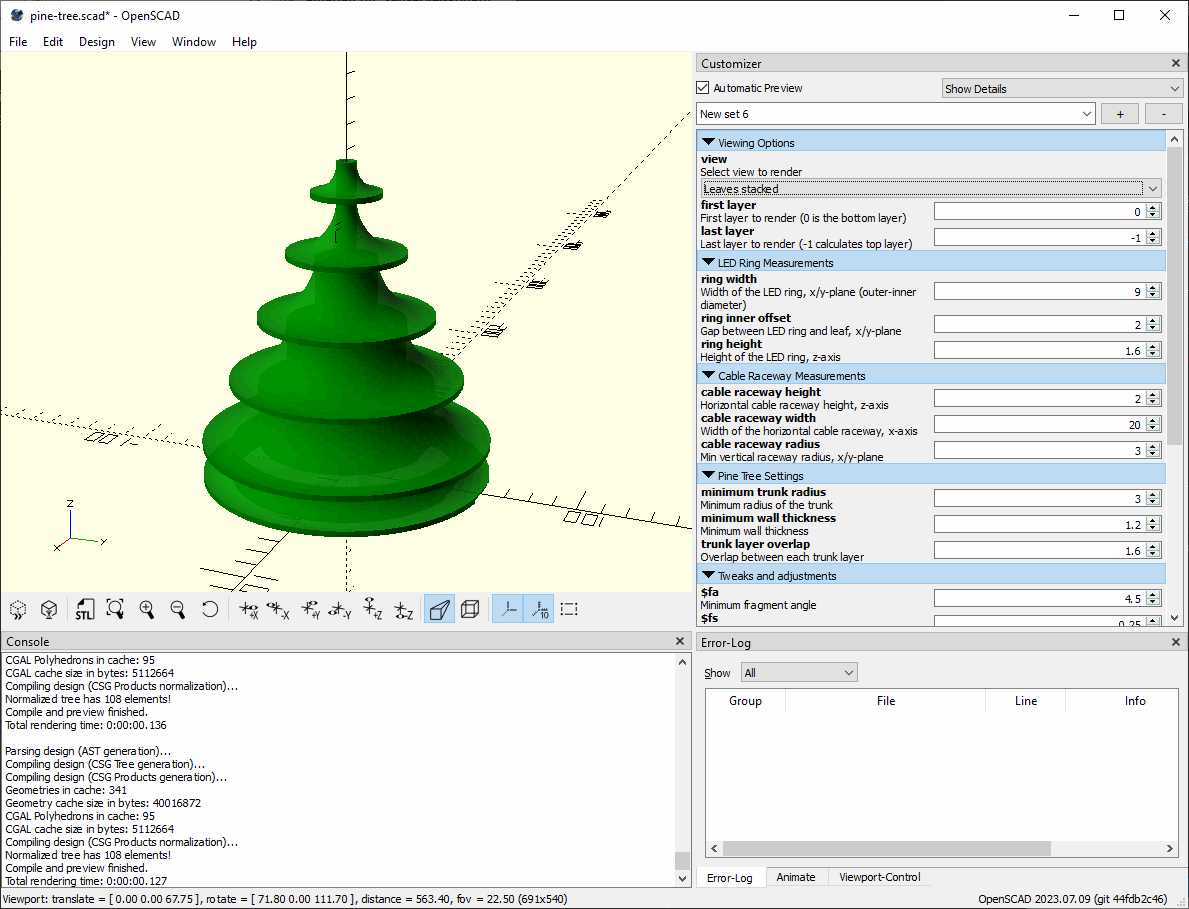 pine-tree.scad* - OpenSCAD
File Edit Design View Window Help
Customizer
Automatic Preview
Show Details
New set 6
+
-
Viewing Options
view
Select view to render
Leaves stacked
first layer
First layer to render (0 is the bottom layer)
0
last layer
Last layer to render (-1 calculates top layer)
-1
LED Ring Measurements
ring width
Width of the LED ring, x/y-plane (outer-inner
diameter)
9
ring inner offset
Gap between LED ring and leaf, x/y-plane
2
ring height
Height of the LED ring, z-axis
1.6
Cable Raceway Measurements
cable raceway height
Horizontal cable raceway height, z-axis
2
cable raceway width
Width of the horizontal cable raceway, x-axis
20
cable raceway radius
Min vertical raceway radius, x/y-plane
3
Pine Tree Settings
minimum trunk radius
Minimum radius of the trunk
3
minimum wall thickness
Minimum wall thickness
1.2
trunk layer overlap
Overlap between each trunk layer
1.6
Tweaks and adjustments
$fa
Minimum fragment angle
4.5
$fs
0.25
Z
X
Y
STL
+X
-X
+Y
-Y
+Z
-Z
10
Console
CGAL Polyhedrons in cache: 95
CGAL cache size in bytes: 5112664
Compiling design (CSG Products normalization)...
Normalized tree has 108 elements!
Compile and preview finished.
Total rendering time: 0:00:00.136
Parsing design (AST generation)...
Compiling design (CSG Tree generation)...
Compiling design (CSG Products generation)...
Geometries in cache: 341
Geometry cache size in bytes: 40016872
CGAL Polyhedrons in cache: 95
CGAL cache size in bytes: 5112664
Compiling design (CSG Products normalization)...
Normalized tree has 108 elements!
Compile and preview finished.
Total rendering time: 0:00:00.127
Error-Log
Show All
Group File Line Info
Error-Log Animate Viewport-Control
Viewport: translate = [ 0.00 0.00 67.75 ], rotate = [ 71.80 0.00 111.70 ], distance = 563.40, fov = 22.50 (691x540)
OpenSCAD 2023.07.09 (git 44fdb2c46)